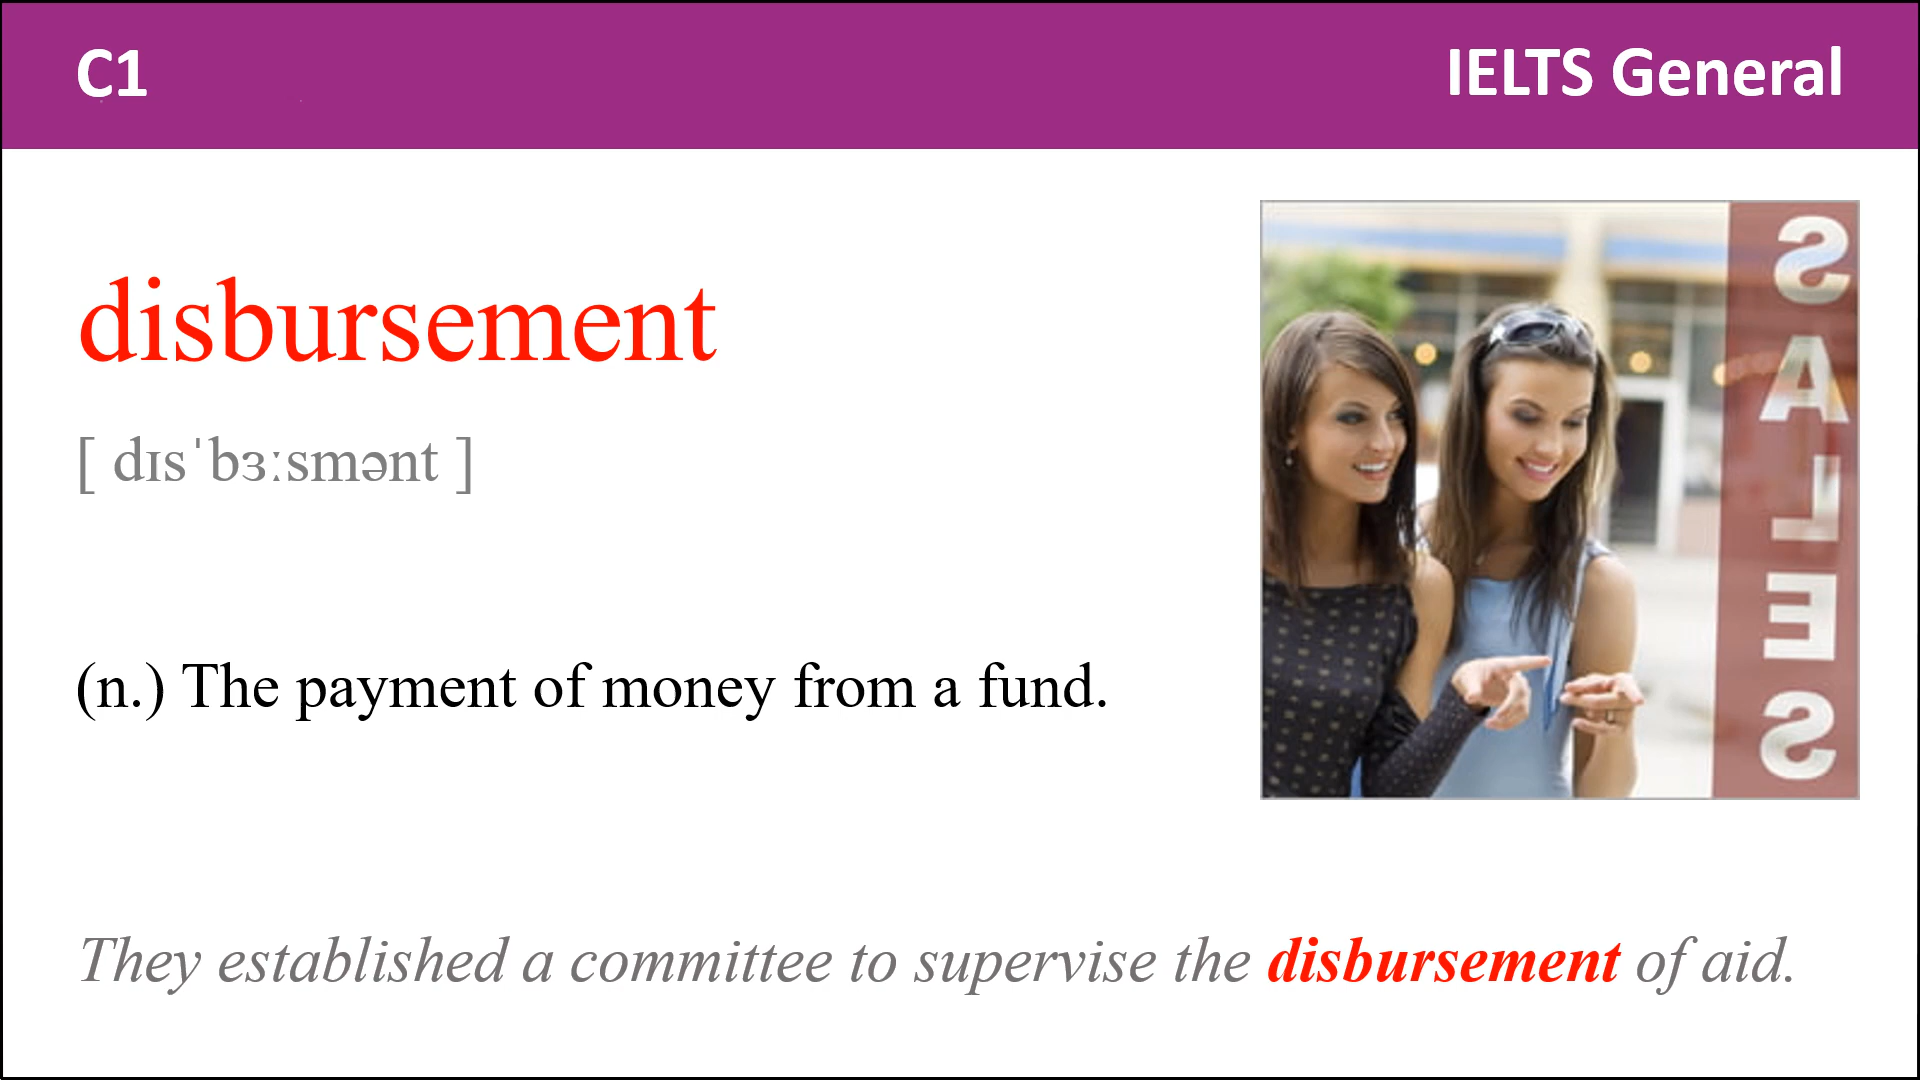 C1
IELTS General
disbursement
[ dɪsˈbɜːsmənt ]
(n.) The payment of money from a fund.
They established a committee to supervise the disbursement of aid.
SALES